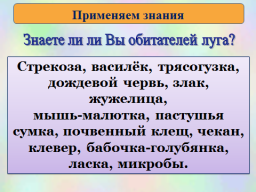 Применяем знания
Знаете ли ли Вы обитателей луга?
Стрекоза, василёк, трясогузка,
дождевой червь, злак,
жужелица,
мышь-малютка, пастушья
сумка, почвенный клещ, чекан,
клевер, бабочка-голубянка,
ласка, микробы.